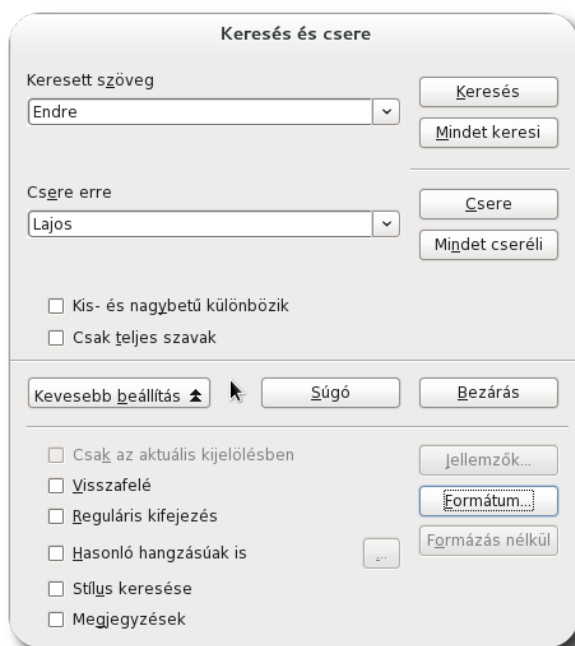 Keresés és csere
Keresett szöveg
Endre
Keresés
Mindet keresi
Csere erre
Lajos
Csere
Mindet cseréli
Kis- és nagybetű különbözik
Csak teljes szavak
Kevesebb beállítás
Súgó
Bezárás
Csak az aktuális kijelölésben
Jellemzők...
Visszafelé
Formátum...
Reguláris kifejezés
Formázás nélkül
Hasonló hangzásúak is
...
Stílus keresése
Megjegyzések